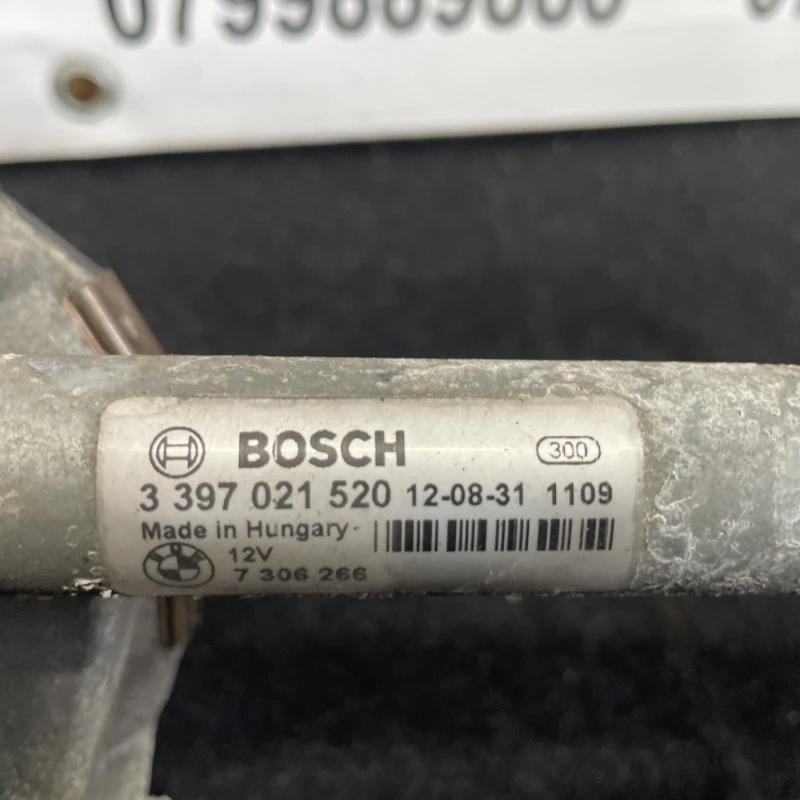 BOSCH 300
3 397 021 520 12-08-31 1109
Made in Hungary-
12V
7 306 266